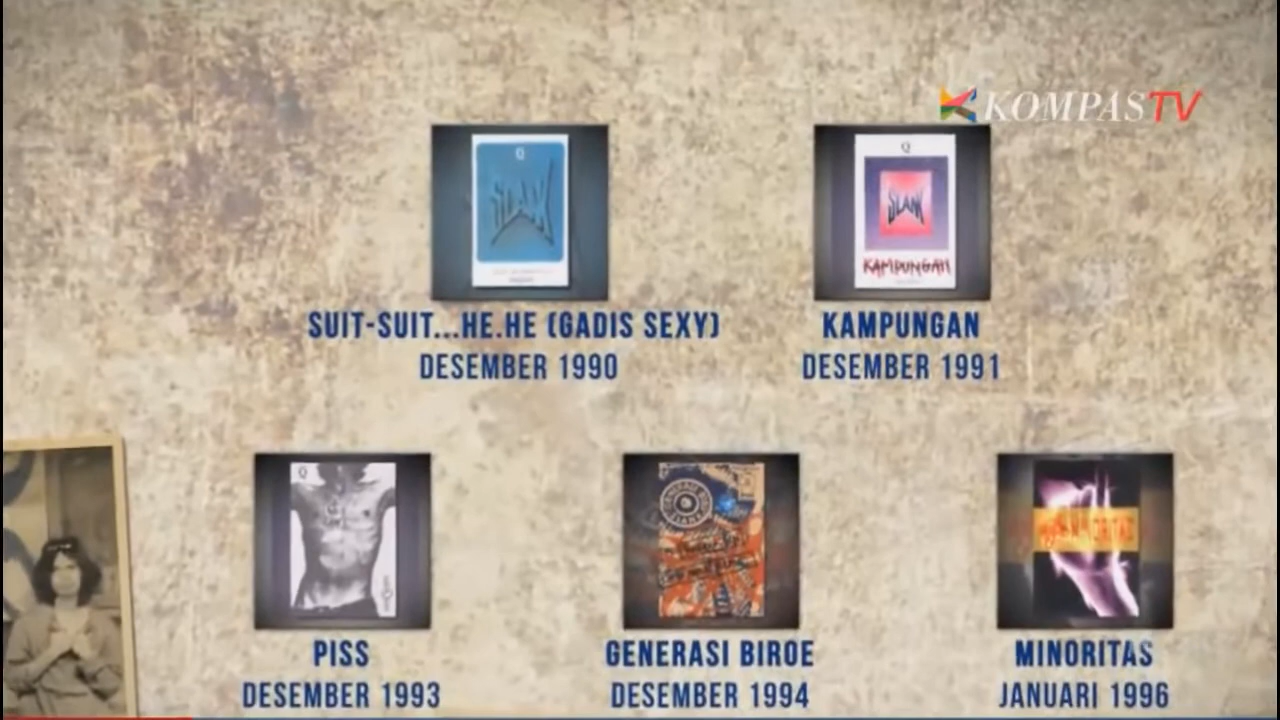 KOMPASTV
Q
SLANK
Q
SLANK
KAMPUNGAN
SUIT-SUIT...HE.HE (GADIS SEXY)
DESEMBER 1990
KAMPUNGAN
DESEMBER 1991
Q
PISS
DESEMBER 1993
GENERASI BIROE
DESEMBER 1994
MINORITAS
JANUARI 1996